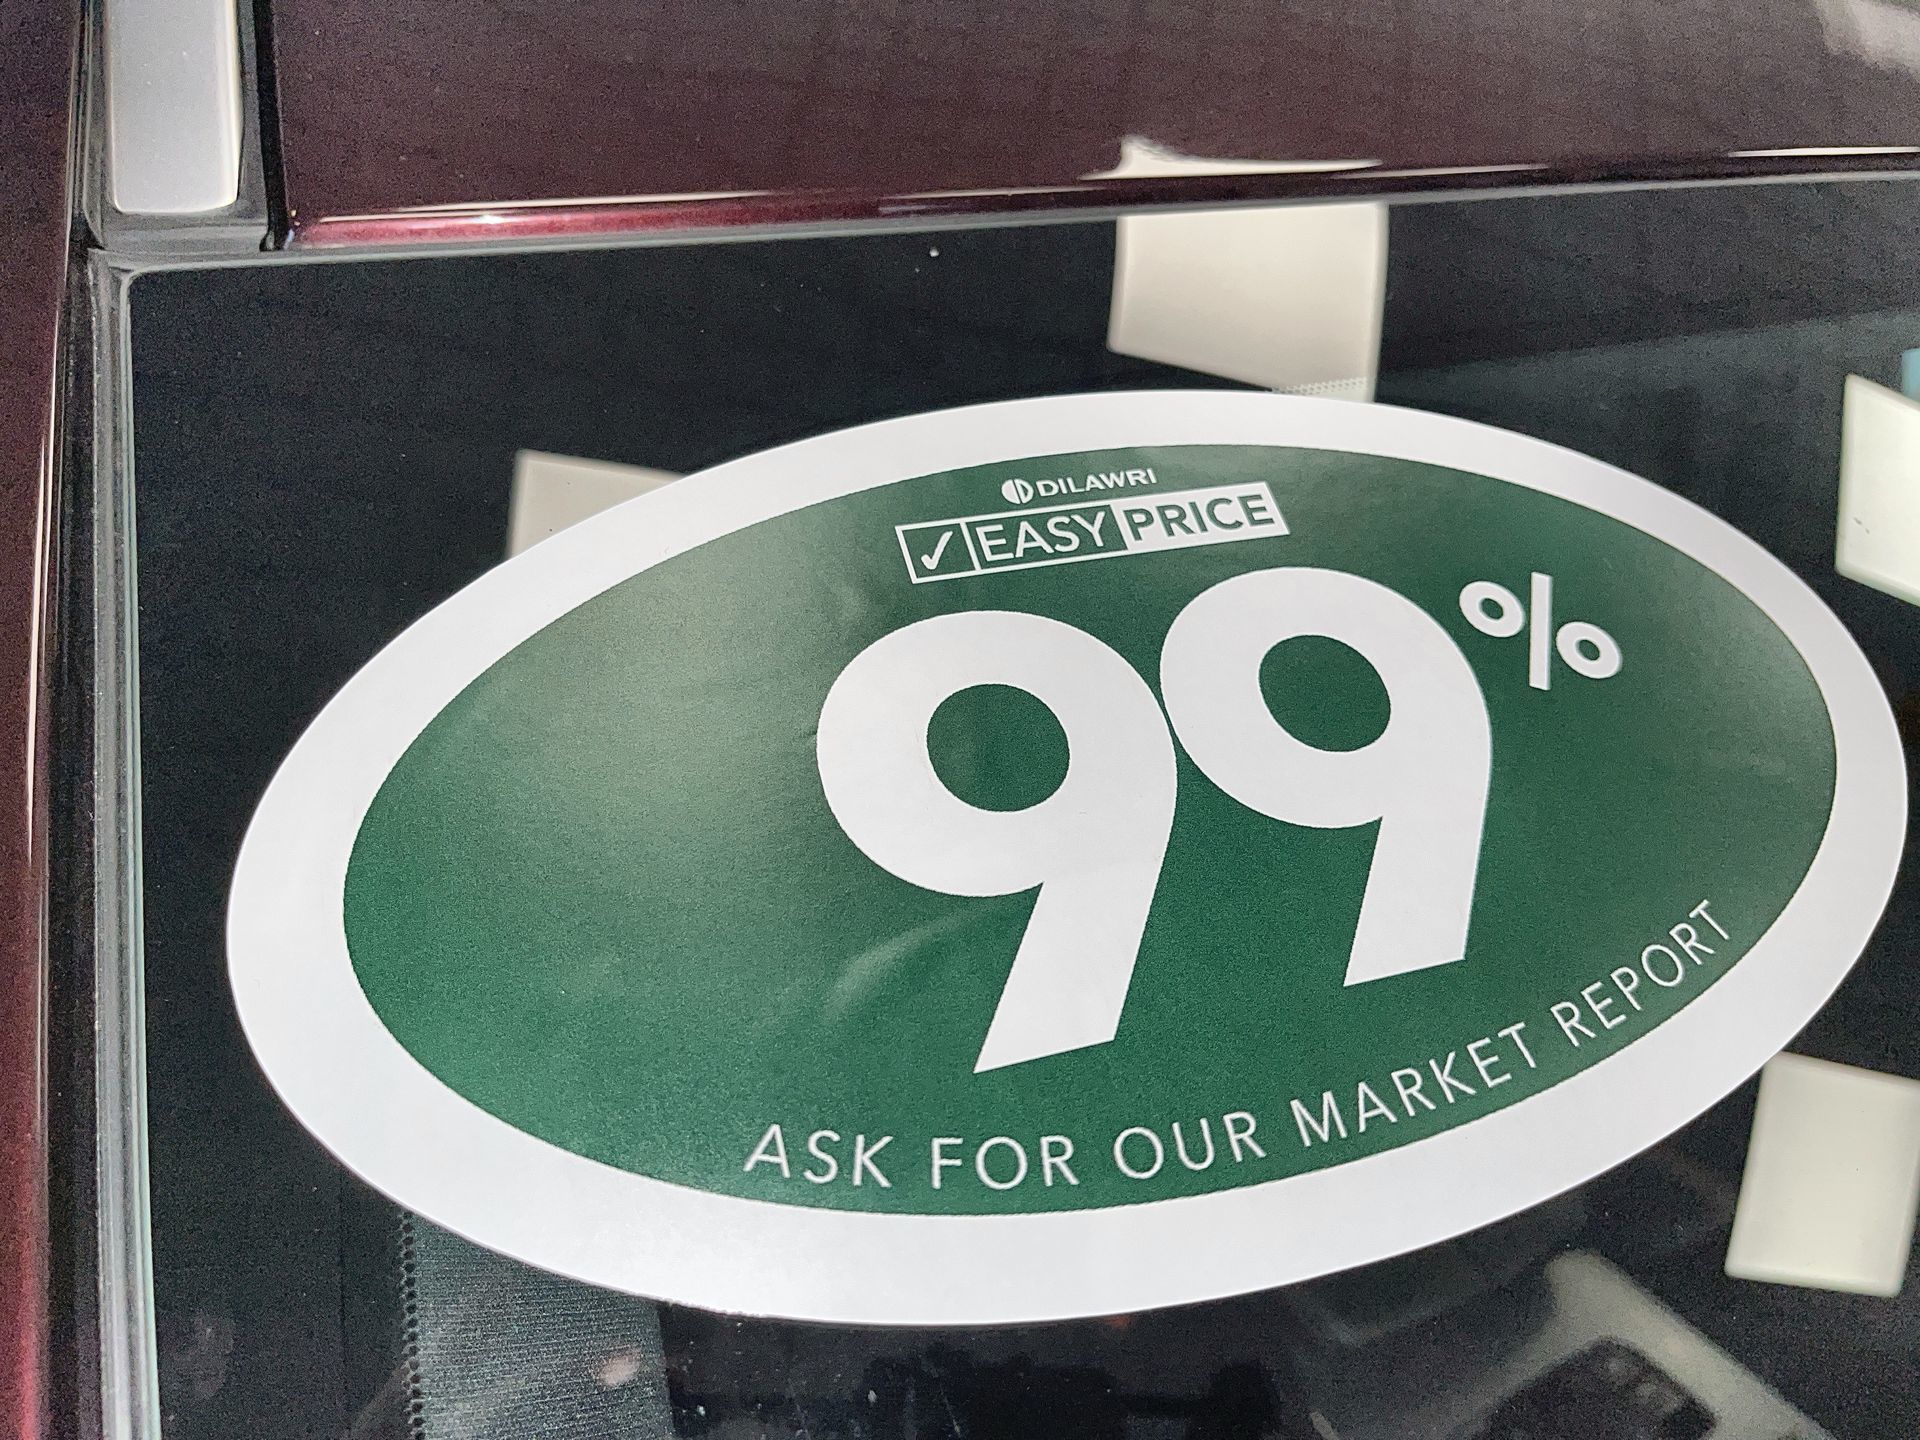 DILAWRI
EASY PRICE
99%
ASK FOR OUR MARKET REPORT